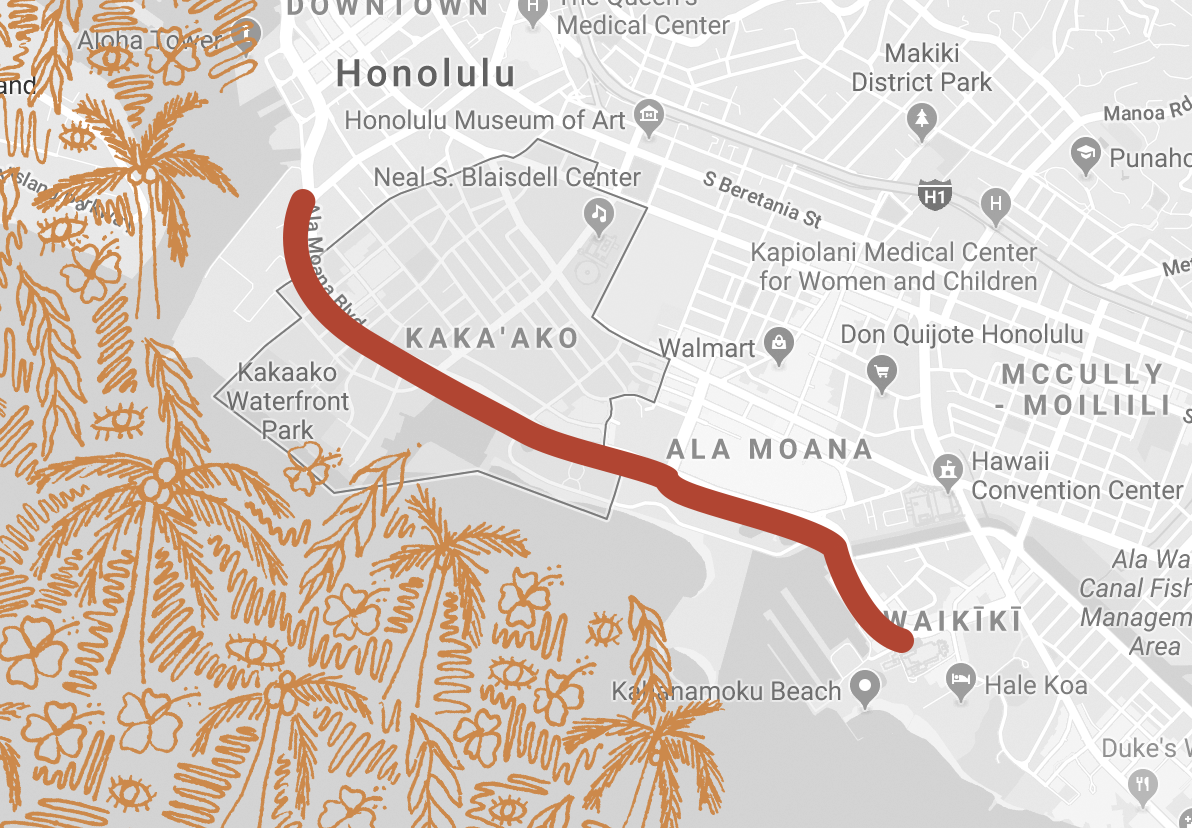 DOWNTOWN
The Queen's
Medical Center
Aloha Tower
Honolulu
Makiki
District Park
and
Honolulu Museum of Art
Manoa Rd
Punaho
Neal S. Blaisdell Center
S Beretania St
H1
H
H
Ala Moana Blvd
Kapiolani Medical Center
for Women and Children
Met
KAKA'AKO
Walmart
Don Quijote Honolulu
Kakaako
Waterfront
Park
MCCULLY
- MOILIILI
S
ALA MOANA
Hawaii
Convention Center
Ala Wa
Canal Fish
Managem
Area
WAIKĪKĪ
Kahanamoku Beach
Hale Koa
Duke's W